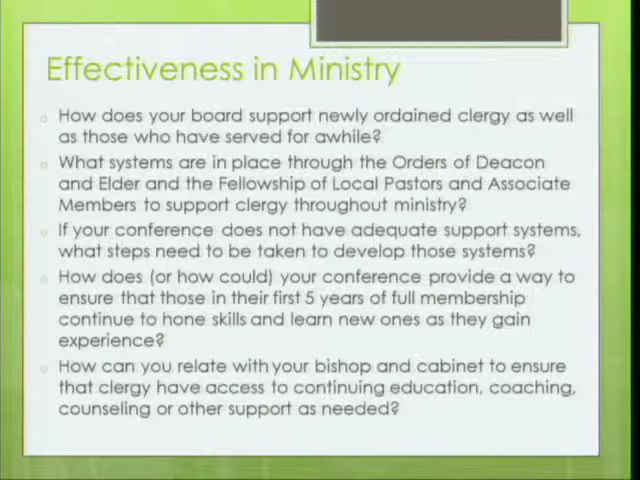 Effectiveness in Ministry
How does your board support newly ordained clergy as well
as those who have served for awhile?
What systems are in place through the Orders of Deacon
and Elder and the Fellowship of Local Pastors and Associate
Members to support clergy throughout ministry?
If your conference does not have adequate support systems,
what steps need to be taken to develop those systems?
How does (or how could) your conference provide a way to
ensure that those in their first 5 years of full membership
continue to hone skills and learn new ones as they gain
experience?
How can you relate with your bishop and cabinet to ensure
that clergy have access to continuing education, coaching,
counseling or other support as needed?